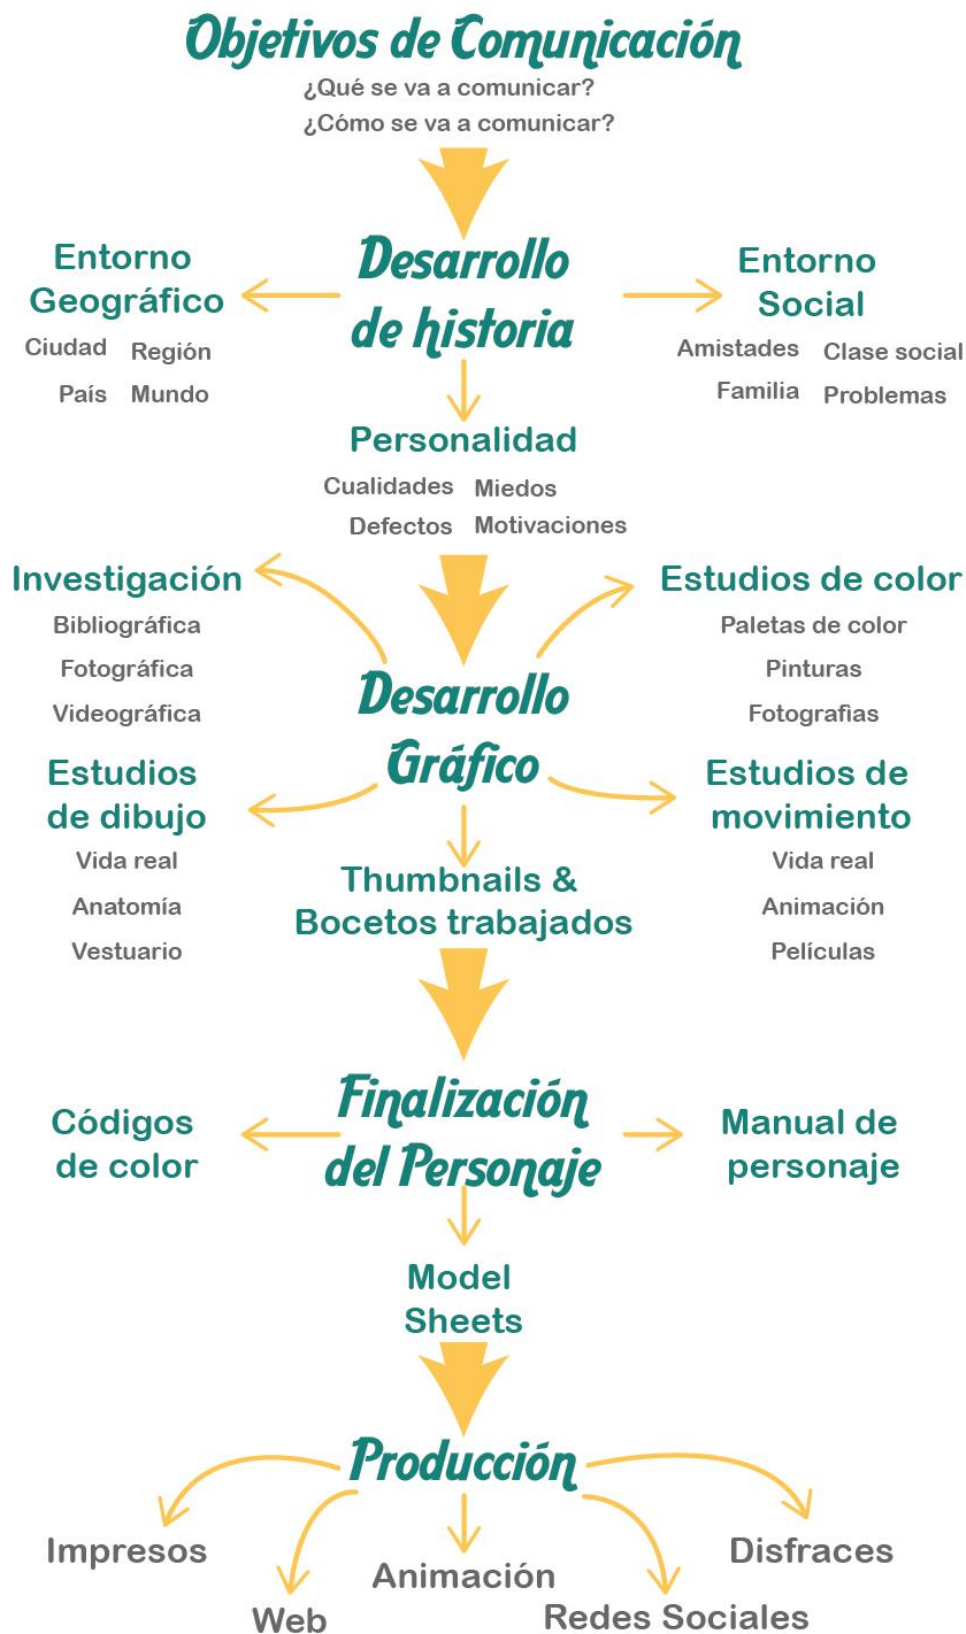 Objetivos de Comunicación
¿Qué se va a comunicar?
¿Cómo se va a comunicar?
Entorno
Geográfico
Ciudad Región
País Mundo
Desarrollo
de historia
Entorno
Social
Amistades Clase social
Familia Problemas
Personalidad
Cualidades Miedos
Defectos Motivaciones
Investigación
Bibliográfica
Fotográfica
Videográfica
Estudios de color
Paletas de color
Pinturas
Fotografias
Desarrollo
Gráfico
Estudios
de dibujo
Vida real
Anatomía
Vestuario
Estudios de
movimiento
Vida real
Animación
Películas
Thumbnails &
Bocetos trabajados
Finalización
del Personaje
Códigos
de color
Manual de
personaje
Model
Sheets
Producción
Impresos
Web
Animación
Redes Sociales
Disfraces